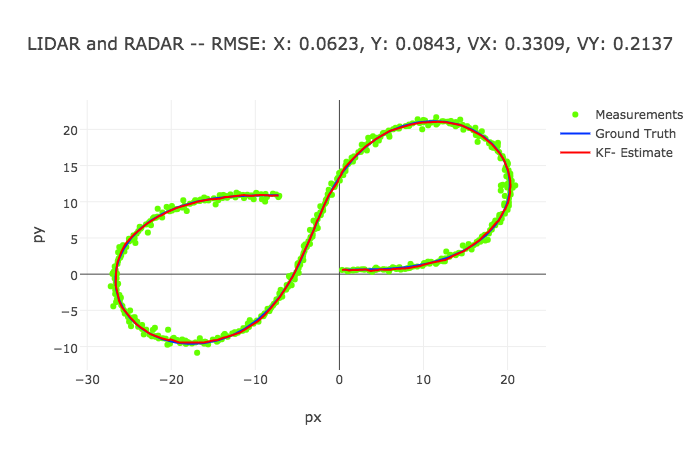 LIDAR and RADAR -- RMSE: X: 0.0623, Y: 0.0843, VX: 0.3309, VY: 0.2137
Measurements
Ground Truth
KF- Estimate
py
20
15
10
5
0
−5
−10
−30
−20
−10
0
10
20
px